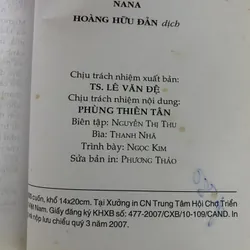 NANA
HOÀNG HỮU ĐẢN dịch
Chịu trách nhiệm xuất bản:
TS. LÊ VĂN ĐỆ
Chịu trách nhiệm nội dung:
PHÙNG THIÊN TÂN
Biên tập: NGUYỄN THỊ THU
Bìa: THANH NHÃ
Trình bày: NGỌC KIM
Sửa bản in: PHƯƠNG THẢO
cuốn, khổ 14x20cm. Tại Xưởng in CN Trung Tâm Hội Chợ Triển
Việt Nam. Giấy đăng ký KHXB số: 477-2007/CXB/10-109/CAND. In
và nộp lưu chiểu quý 3 năm 2007.